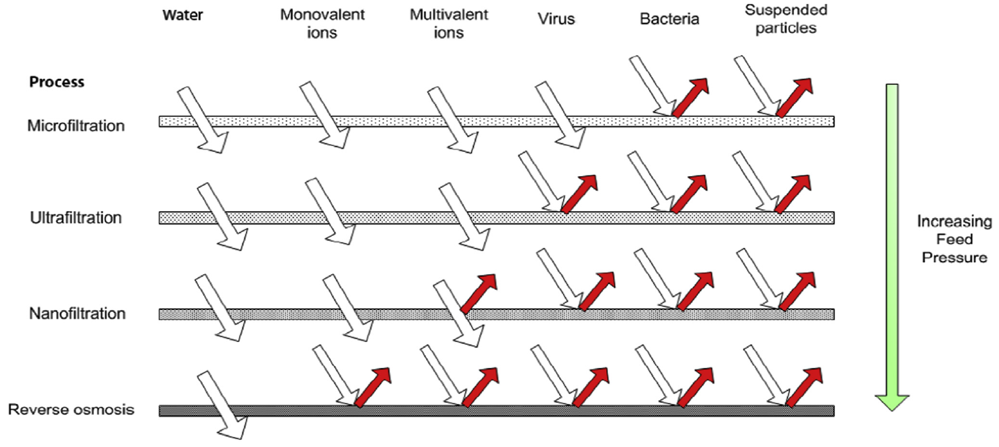 Water
Monovalent
ions
Multivalent
ions
Virus
Bacteria
Suspended
particles
Process
Microfiltration
Ultrafiltration
Nanofiltration
Reverse osmosis
Increasing
Feed
Pressure